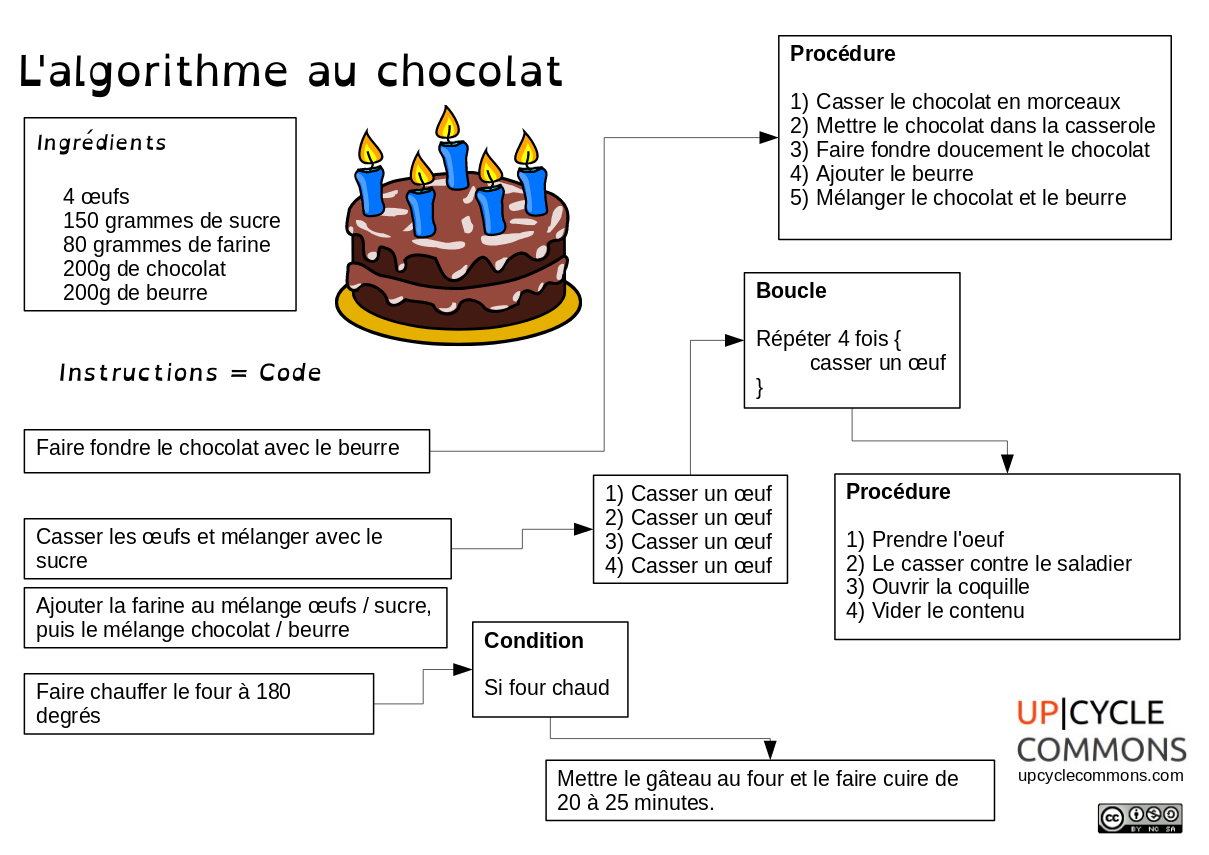 L'algorithme au chocolat
Ingrédients
4 œufs
150 grammes de sucre
80 grammes de farine
200g de chocolat
200g de beurre
Instructions = Code
Faire fondre le chocolat avec le beurre
Procédure
1) Casser le chocolat en morceaux
2) Mettre le chocolat dans la casserole
3) Faire fondre doucement le chocolat
4) Ajouter le beurre
5) Mélanger le chocolat et le beurre
Casser les œufs et mélanger avec le
sucre
1) Casser un œuf
2) Casser un œuf
3) Casser un œuf
4) Casser un œuf
Boucle
Répéter 4 fois {
casser un œuf
}
Procédure
1) Prendre l'oeuf
2) Le casser contre le saladier
3) Ouvrir la coquille
4) Vider le contenu
Ajouter la farine au mélange œufs / sucre,
puis le mélange chocolat / beurre
Faire chauffer le four à 180
degrés
Condition
Si four chaud
Mettre le gâteau au four et le faire cuire de
20 à 25 minutes.
UP|CYCLE
COMMONS
upcyclecommons.com
cc
BY NC SA